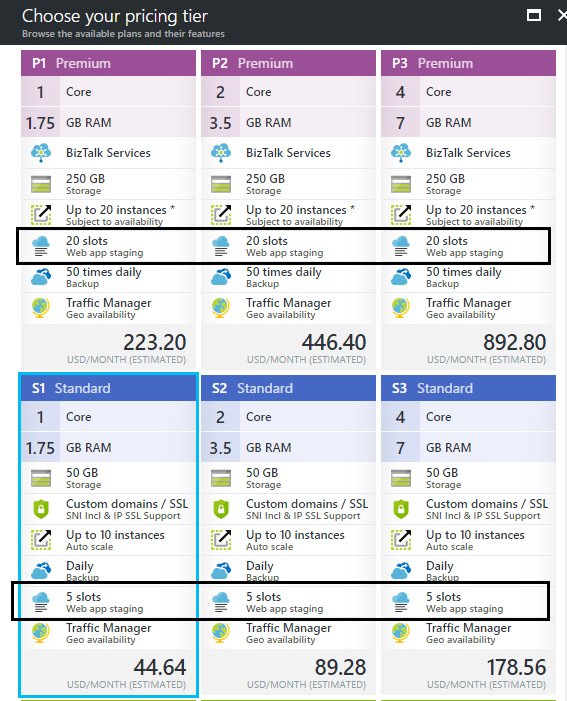 Choose your pricing tier
Browse the available plans and their features
P1 Premium
1 Core
1.75 GB RAM
BizTalk Services
250 GB
Storage
Up to 20 instances *
Subject to availability
20 slots
Web app staging
50 times daily
Backup
Traffic Manager
Geo availability
223.20
USD/MONTH (ESTIMATED)
P2 Premium
2 Core
3.5 GB RAM
BizTalk Services
250 GB
Storage
Up to 20 instances *
Subject to availability
20 slots
Web app staging
50 times daily
Backup
Traffic Manager
Geo availability
446.40
USD/MONTH (ESTIMATED)
P3 Premium
4 Core
7 GB RAM
BizTalk Services
250 GB
Storage
Up to 20 instances *
Subject to availability
20 slots
Web app staging
50 times daily
Backup
Traffic Manager
Geo availability
892.80
USD/MONTH (ESTIMATED)
S1 Standard
1 Core
1.75 GB RAM
50 GB
Storage
Custom domains / SSL
SNI Incl & IP SSL Support
Up to 10 instances
Auto scale
Daily
Backup
5 slots
Web app staging
Traffic Manager
Geo availability
44.64
USD/MONTH (ESTIMATED)
S2 Standard
2 Core
3.5 GB RAM
50 GB
Storage
Custom domains / SSL
SNI Incl & IP SSL Support
Up to 10 instances
Auto scale
Daily
Backup
5 slots
Web app staging
Traffic Manager
Geo availability
89.28
USD/MONTH (ESTIMATED)
S3 Standard
4 Core
7 GB RAM
50 GB
Storage
Custom domains / SSL
SNI Incl & IP SSL Support
Up to 10 instances
Auto scale
Daily
Backup
5 slots
Web app staging
Traffic Manager
Geo availability
178.56
USD/MONTH (ESTIMATED)